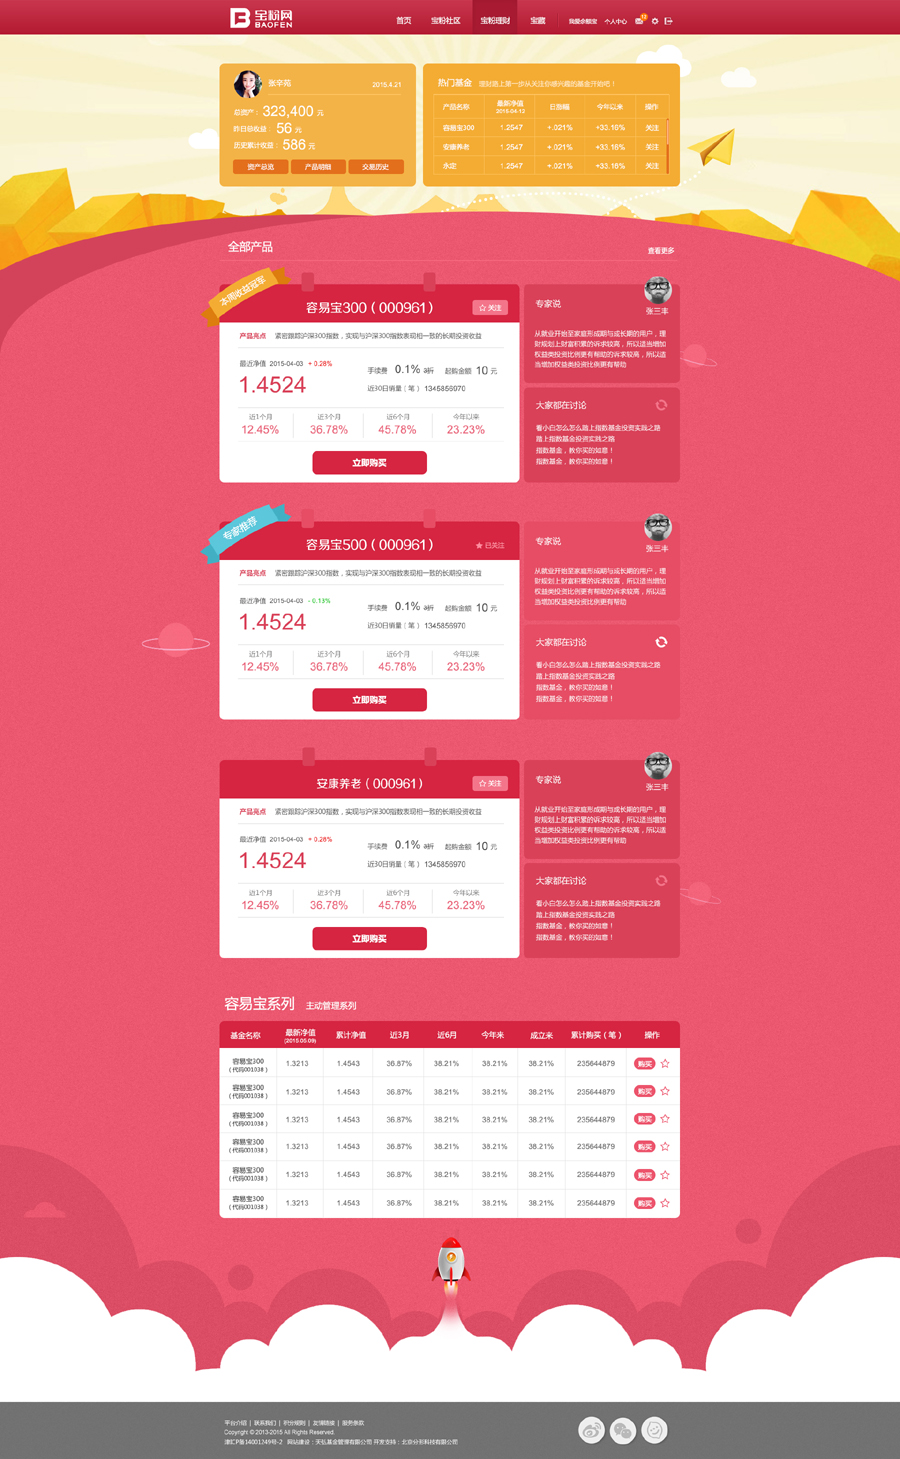 宝粉网
BAOFEN
首页 宝粉社区 宝粉理财 宝藏 我爱余额宝 个人中心
张辛苑 2015.4.21
总资产： 323,400 元
昨日总收益： 56 元
历史累计收益： 586 元
资产总览 产品明细 交易历史
热门基金 理财路上第一步从关注你感兴趣的基金开始吧！
产品名称 最新净值 日涨幅 今年以来 操作
2015-04-12
容易宝300 1.2547 +.021% +33.16% 关注
安康养老 1.2547 +.021% +33.16% 关注
永定 1.2547 +.021% +33.16% 关注
全部产品 查看更多
本周收益冠军
容易宝300（000961） 关注
产品亮点 紧密跟踪沪深300指数，实现与沪深300指数表现相一致的长期投资收益
最近净值 2015-04-03 + 0.28%
1.4524
手续费 0.1% 3折 起购金额 10 元
近30日销量（笔） 1345856970
近1个月 近3个月 近6个月 今年以来
12.45% 36.78% 45.78% 23.23%
立即购买
专家说
张三丰
从就业开始至家庭形成期与成长期的用户，理
财规划上财富积累的诉求较高，所以适当增加
权益类投资比例更有帮助的诉求较高，所以适
当增加权益类投资比例更有帮助
大家都在讨论
看小白怎么怎么踏上指数基金投资实践之路
踏上指数基金投资实践之路
指数基金，教你买的如意！
指数基金，教你买的如意！
专家推荐
容易宝500（000961） 已关注
产品亮点 紧密跟踪沪深300指数，实现与沪深300指数表现相一致的长期投资收益
最近净值 2015-04-03 - 0.13%
1.4524
手续费 0.1% 3折 起购金额 10 元
近30日销量（笔） 1345856970
近1个月 近3个月 近6个月 今年以来
12.45% 36.78% 45.78% 23.23%
立即购买
专家说
张三丰
从就业开始至家庭形成期与成长期的用户，理
财规划上财富积累的诉求较高，所以适当增加
权益类投资比例更有帮助的诉求较高，所以适
当增加权益类投资比例更有帮助
大家都在讨论
看小白怎么怎么踏上指数基金投资实践之路
踏上指数基金投资实践之路
指数基金，教你买的如意！
指数基金，教你买的如意！
安康养老（000961） 关注
产品亮点 紧密跟踪沪深300指数，实现与沪深300指数表现相一致的长期投资收益
最近净值 2015-04-03 + 0.28%
1.4524
手续费 0.1% 3折 起购金额 10 元
近30日销量（笔） 1345856970
近1个月 近3个月 近6个月 今年以来
12.45% 36.78% 45.78% 23.23%
立即购买
专家说
张三丰
从就业开始至家庭形成期与成长期的用户，理
财规划上财富积累的诉求较高，所以适当增加
权益类投资比例更有帮助的诉求较高，所以适
当增加权益类投资比例更有帮助
大家都在讨论
看小白怎么怎么踏上指数基金投资实践之路
踏上指数基金投资实践之路
指数基金，教你买的如意！
指数基金，教你买的如意！
容易宝系列 主动管理系列
基金名称 最新净值 累计净值 近3月 近6月 今年来 成立来 累计购买（笔） 操作
(2015.05.09)
容易宝300 1.3213 1.4543 36.87% 38.21% 38.21% 38.21% 235644879 购买
（代码001038）
容易宝300 1.3213 1.4543 36.87% 38.21% 38.21% 38.21% 235644879 购买
（代码001038）
容易宝300 1.3213 1.4543 36.87% 38.21% 38.21% 38.21% 235644879 购买
（代码001038）
容易宝300 1.3213 1.4543 36.87% 38.21% 38.21% 38.21% 235644879 购买
（代码001038）
容易宝300 1.3213 1.4543 36.87% 38.21% 38.21% 38.21% 235644879 购买
（代码001038）
容易宝300 1.3213 1.4543 36.87% 38.21% 38.21% 38.21% 235644879 购买
（代码001038）
平台介绍 | 联系我们 | 积分规则 | 友情链接 | 服务条款
Copyright © 2013-2015 All Rights Reserved.
津ICP备14001349号-2 网站建设：天弘基金管理有限公司 开发支持：北京分形科技有限公司